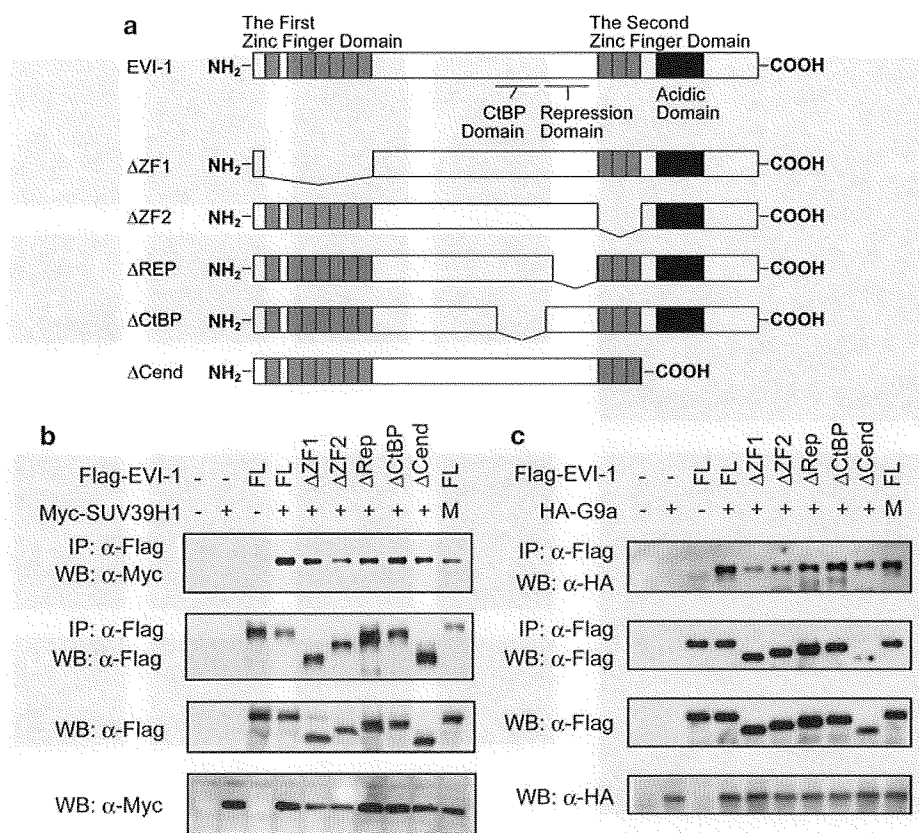 a
The First
Zinc Finger Domain
The Second
Zinc Finger Domain
EVI-1 NH2 COOH
CtBP
Domain
Repression
Domain
Acidic
Domain
ΔZF1 NH2 COOH
ΔZF2 NH2 COOH
ΔREP NH2 COOH
ΔCtBP NH2 COOH
ΔCend NH2 COOH
b
Flag-EVI-1 - - FL FL ΔZF1 ΔZF2 ΔRep ΔCtBP ΔCend FL
Myc-SUV39H1 - + - + + + + + + M
IP: α-Flag
WB: α-Myc
IP: α-Flag
WB: α-Flag
WB: α-Flag
WB: α-Myc
c
Flag-EVI-1 - - FL FL ΔZF1 ΔZF2 ΔRep ΔCtBP ΔCend FL
HA-G9a - + - + + + + + + M
IP: α-Flag
WB: α-HA
IP: α-Flag
WB: α-Flag
WB: α-Flag
WB: α-HA